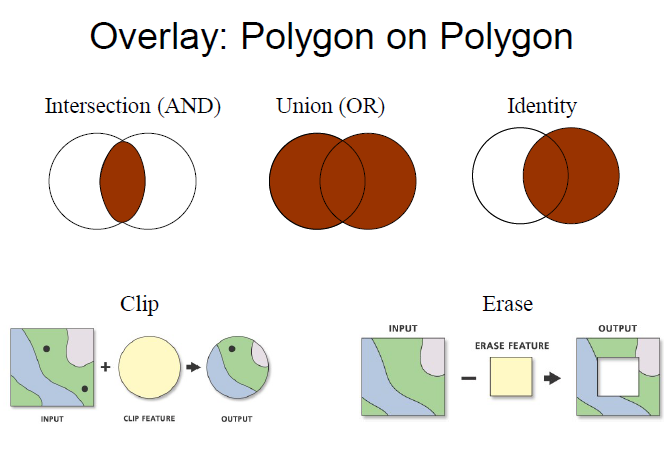 Overlay: Polygon on Polygon
Intersection (AND)
Union (OR)
Identity
Clip
Erase
INPUT
CLIP FEATURE
OUTPUT
INPUT
ERASE FEATURE
OUTPUT